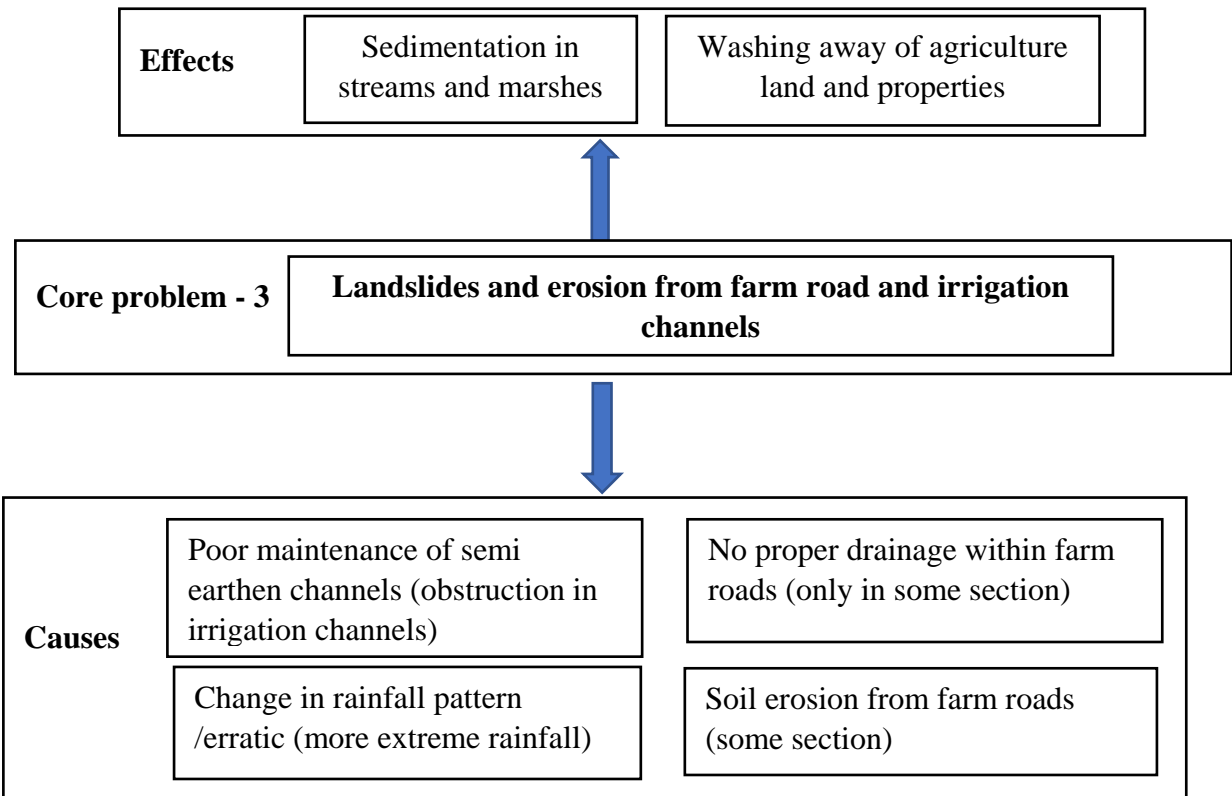 Effects
Sedimentation in
streams and marshes
Washing away of agriculture
land and properties
Core problem - 3
Landslides and erosion from farm road and irrigation
channels
Causes
Poor maintenance of semi
earthen channels (obstruction in
irrigation channels)
No proper drainage within farm
roads (only in some section)
Change in rainfall pattern
/erratic (more extreme rainfall)
Soil erosion from farm roads
(some section)